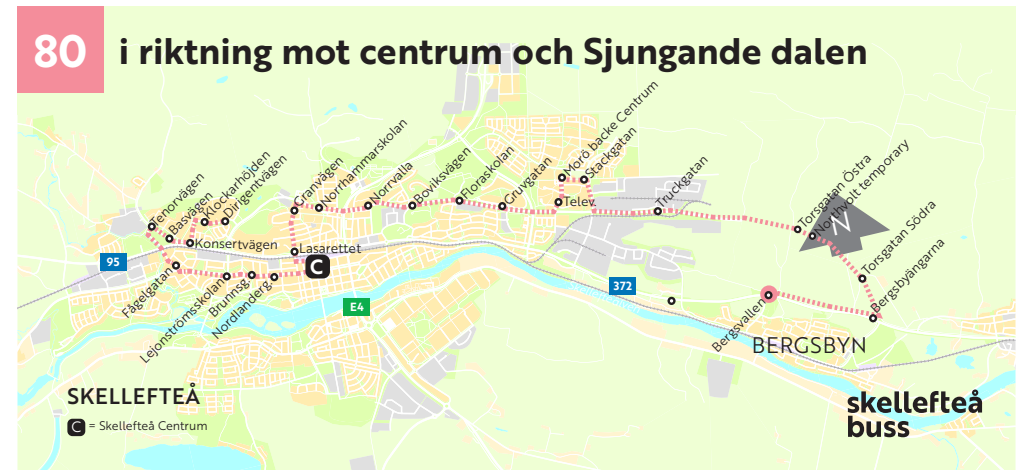 80
i riktning mot centrum och Sjungande dalen
Tenorvägen
Basvägen
Klockarhöjden
Dirigentvägen
Konsertvägen
Granvägen
Norrhammarskolan
Norrvalla
Boviksvägen
Floraskolan
Gruvgatan
Morö backe Centrum
Stackgatan
Telev.
Truckgatan
Torsgatan Östra
Northvolt temporary
N
Torsgatan Södra
Bergsbyängarna
Bergsvallen
Lasarettet
C
95
Fågelgatan
Lejonströmsskolan
Brunnsg.
Nordlanderg.
E4
372
BERGSBYN
SKELLEFTEÅ
C = Skellefteå Centrum
skellefteå
buss